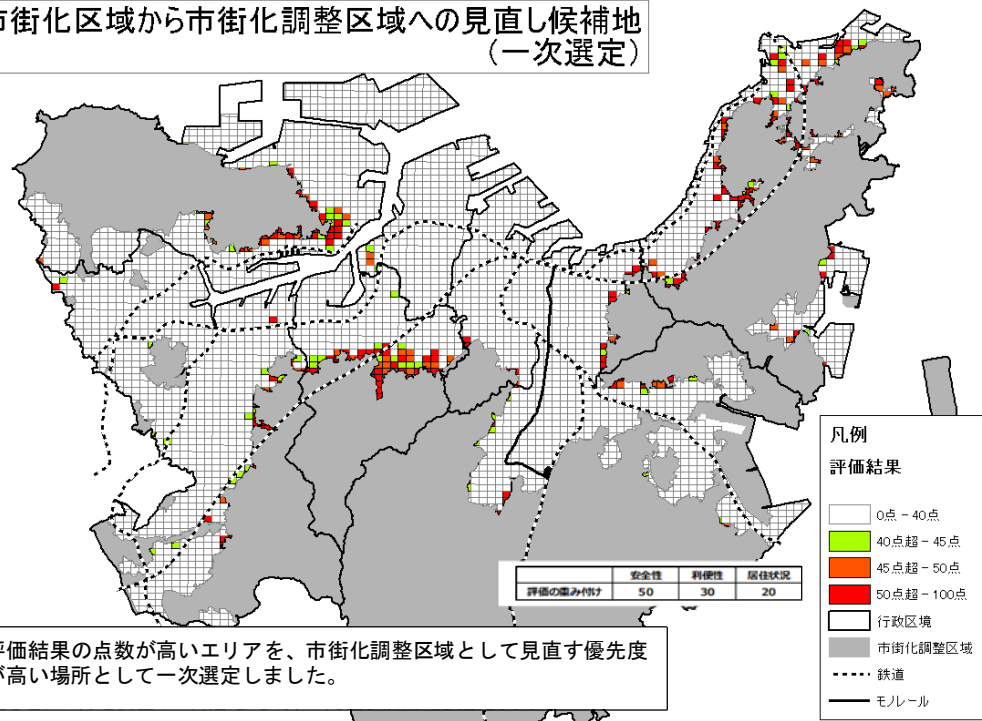 市街化区域から市街化調整区域への見直し候補地
(一次選定)
凡例
評価結果
0点 - 40点
40点超 - 45点
45点超 - 50点
50点超 - 100点
行政区境
市街化調整区域
鉄道
モノレール
安全性 利便性 居住状況
評価の重み付け 50 30 20
評価結果の点数が高いエリアを、市街化調整区域として見直す優先度
が高い場所として一次選定しました。